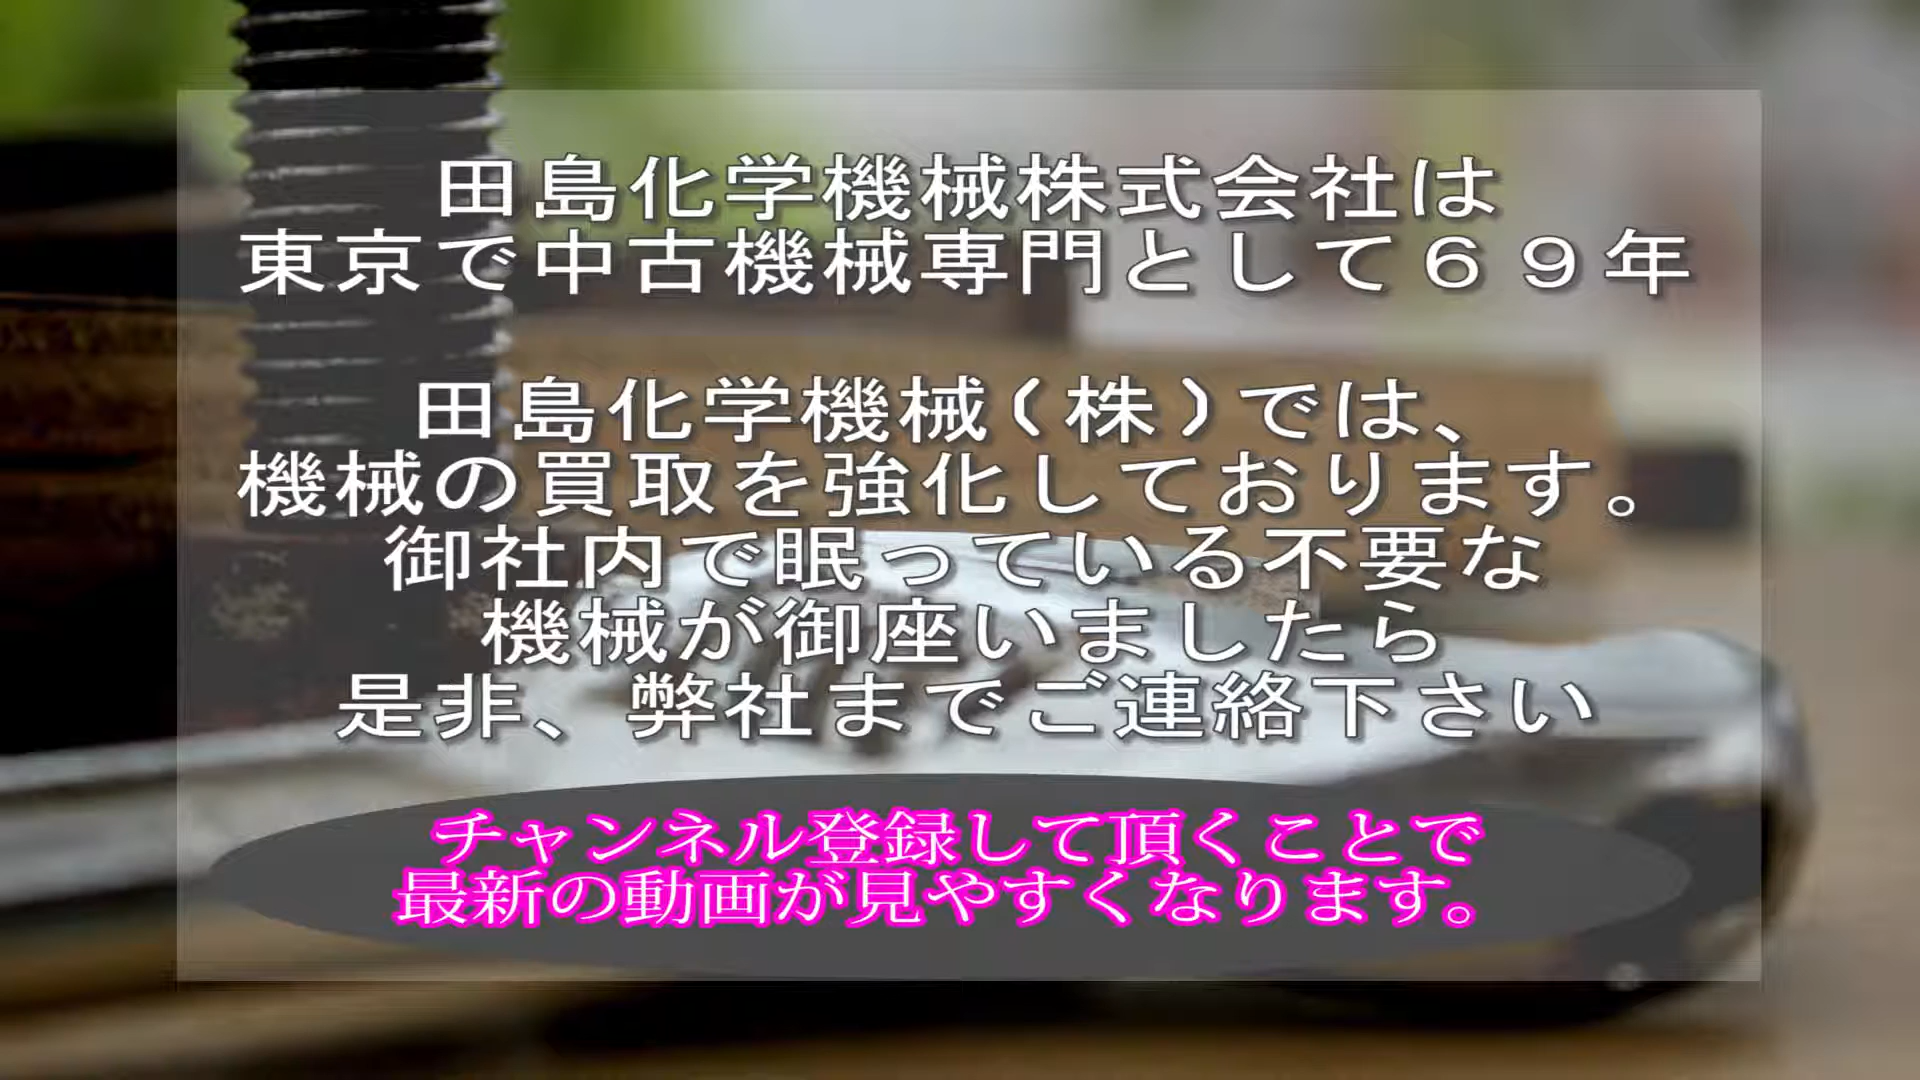 田島化学機械株式会社は
東京で中古機械専門として６９年
田島化学機械(株)では、
機械の買取を強化しております。
御社内で眠っている不要な
機械が御座いましたら
是非、弊社までご連絡下さい
チャンネル登録して頂くことで
最新の動画が見やすくなります。